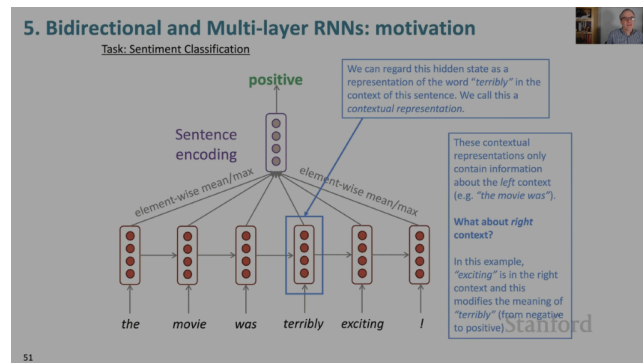 5. Bidirectional and Multi-layer RNNs: motivation
Task: Sentiment Classification
positive
We can regard this hidden state as a
representation of the word "terribly" in the
context of this sentence. We call this a
contextual representation.
Sentence
encoding
element-wise mean/max
element-wise mean/max
These contextual
representations only
contain information
about the left context
(e.g. "the movie was").
What about right
context?
In this example,
"exciting" is in the right
context and this
modifies the meaning of
"terribly" (from negative
to positive)
Stanford
the movie was terribly exciting !
51